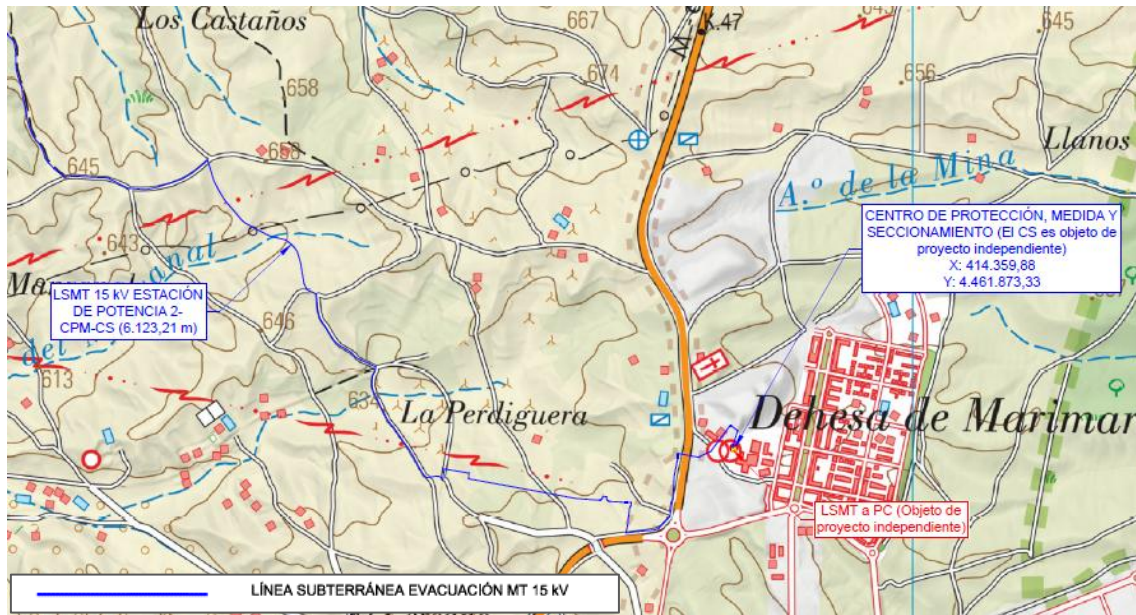 Los Castaños
667
K.47
645
674
656
658
Llanos
658
A.º de la Mina
645
CENTRO DE PROTECCIÓN, MEDIDA Y
SECCIONAMIENTO (El CS es objeto de
proyecto independiente)
X: 414.359,88
Y: 4.461.873,33
643
LSMT 15 kV ESTACIÓN
DE POTENCIA 2-
CPM-CS (6.123,21 m)
646
del
613
634
La Perdiguera
Dehesa de Marimar
LSMT a PC (Objeto de
proyecto independiente)
LÍNEA SUBTERRÁNEA EVACUACIÓN MT 15 kV